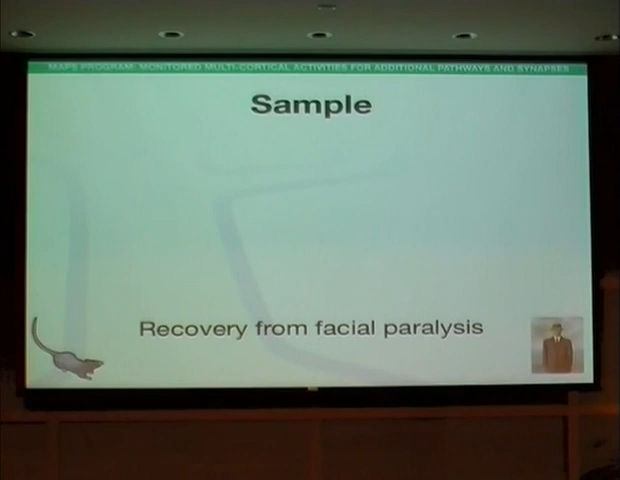 MAPS PROGRAM: MONITORED MULTI-CORTICAL ACTIVITIES FOR ADDITIONAL PATHWAYS AND SYNAPSES
Sample
Recovery from facial paralysis